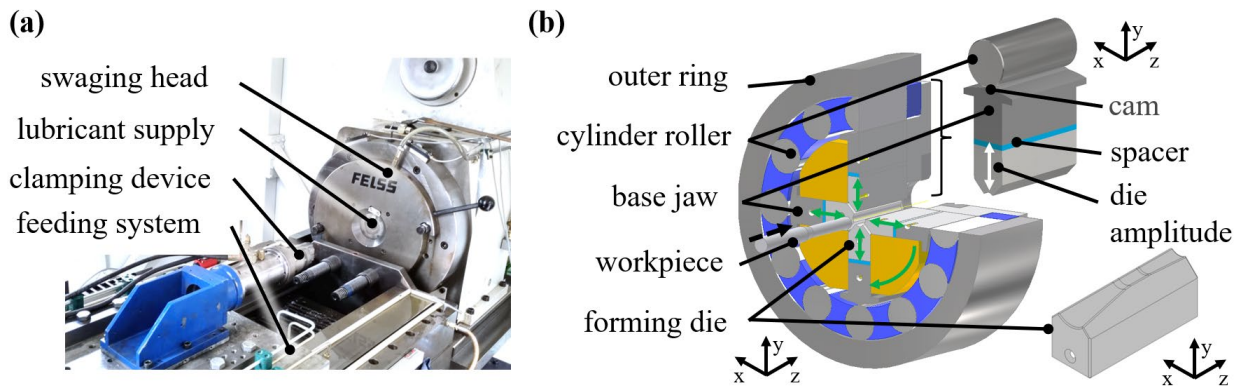 (a)
swaging head
lubricant supply
clamping device
feeding system
FELSS
(b)
outer ring
cylinder roller
base jaw
workpiece
forming die
y
x
z
cam
spacer
die
amplitude
y
x
z
y
x
z